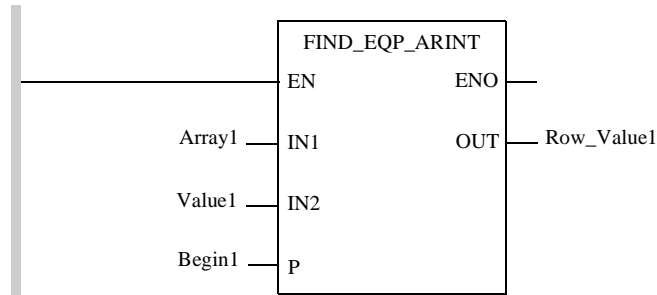 FIND_EQP_ARINT
EN ENO
Array1 IN1 OUT Row_Value1
Value1 IN2
Begin1 P